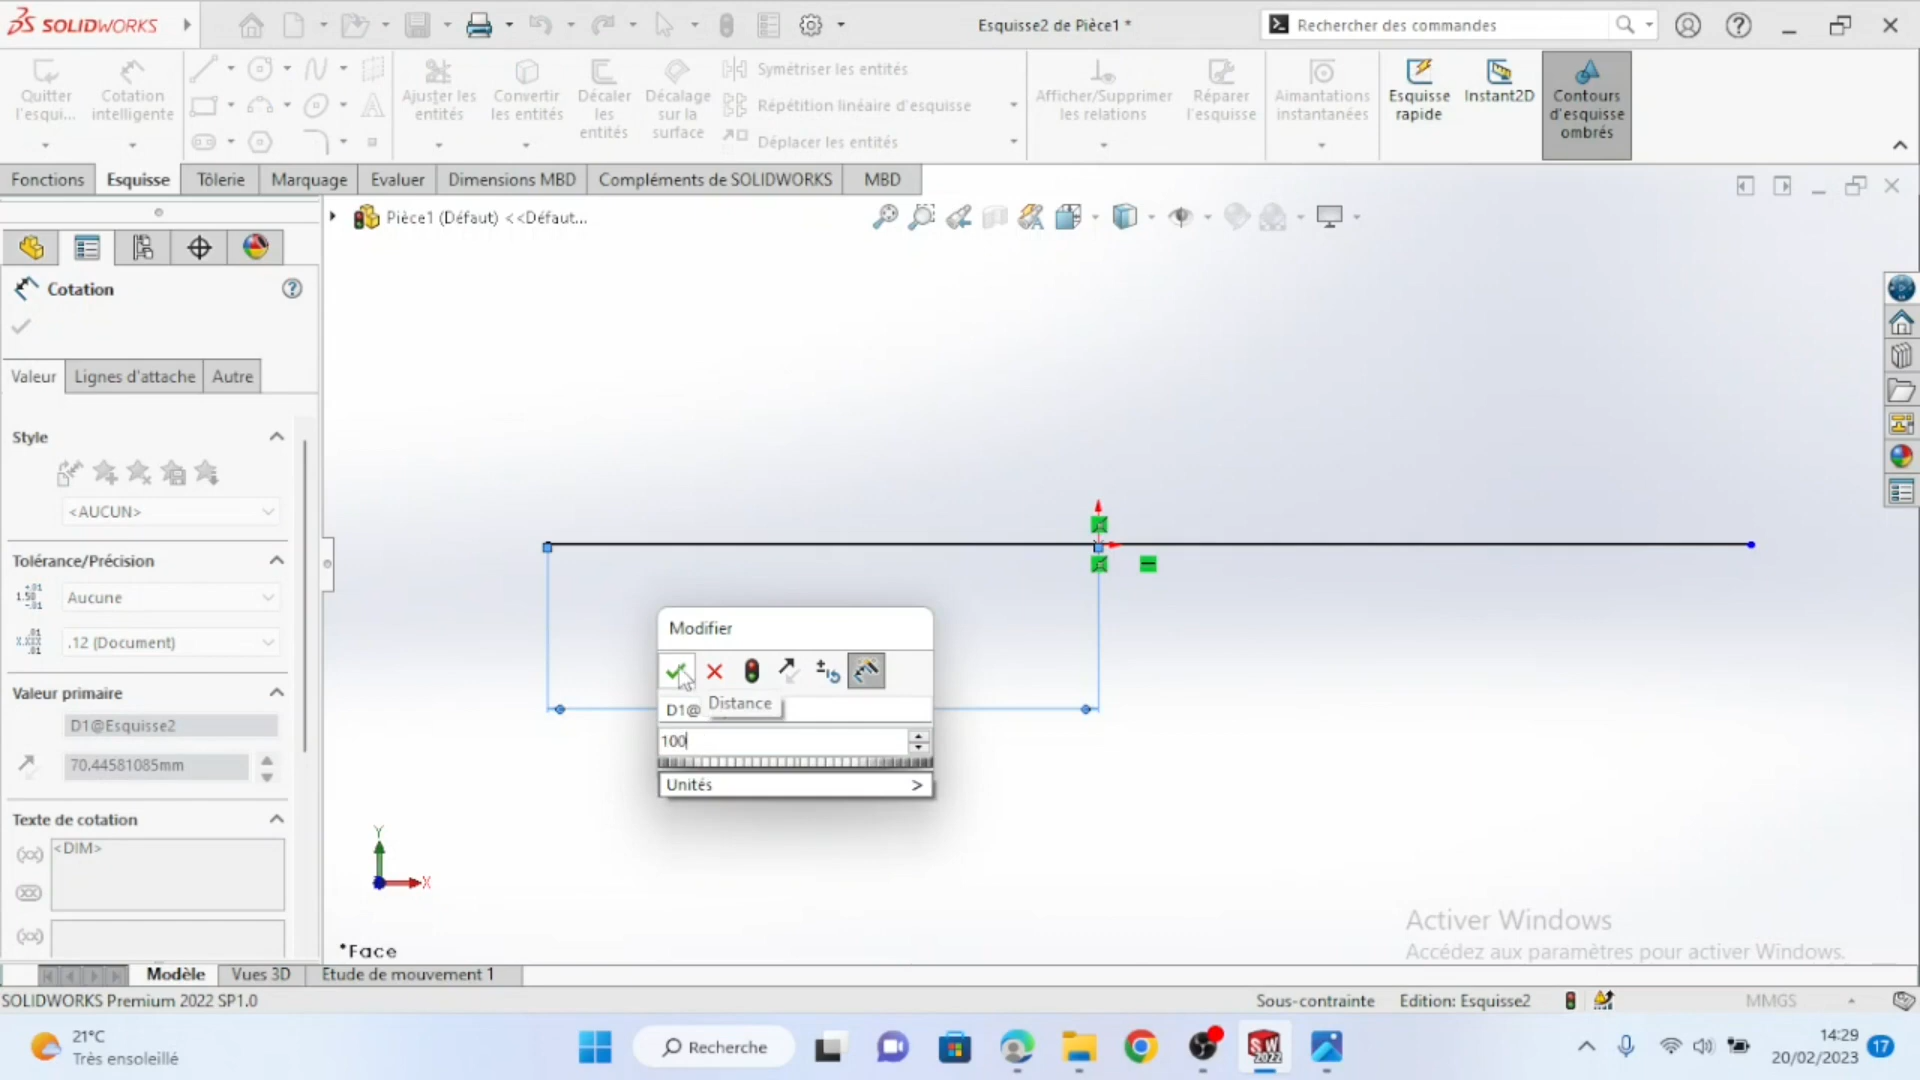 SOLIDWORKS
Esquisse2 de Pièce1 *
Rechercher des commandes
Quitter
l'esqui...
Cotation
intelligente
Ajuster les
entités
Convertir
les entités
Décaler
les
entités
Décalage
sur la
surface
Symétriser les entités
Répétition linéaire d'esquisse
Déplacer les entités
Afficher/Supprimer
les relations
Réparer
l'esquisse
Aimantations
instantanées
Esquisse
rapide
Instant2D
Contours
d'esquisse
ombrés
Fonctions
Esquisse
Tôlerie
Marquage
Evaluer
Dimensions MBD
Compléments de SOLIDWORKS
MBD
Pièce1 (Défaut) <<Défaut...
Cotation
Valeur
Lignes d'attache
Autre
Style
<AUCUN>
Tolérance/Précision
Aucune
.12 (Document)
Valeur primaire
D1@Esquisse2
70.44581085mm
Texte de cotation
<DIM>
Modifier
D1@
Distance
100
Unités >
Y
X
*Face
Activer Windows
Accédez aux paramètres pour activer Windows.
Modèle
Vues 3D
Etude de mouvement 1
SOLIDWORKS Premium 2022 SP1.0
Sous-contrainte
Edition: Esquisse2
MMGS
21°C
Très ensoleillé
Recherche
14:29
20/02/2023
17